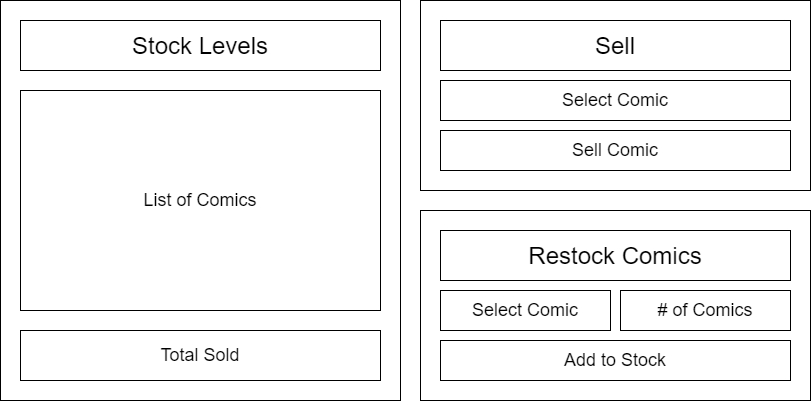 Stock Levels
List of Comics
Total Sold
Sell
Select Comic
Sell Comic
Restock Comics
Select Comic
# of Comics
Add to Stock